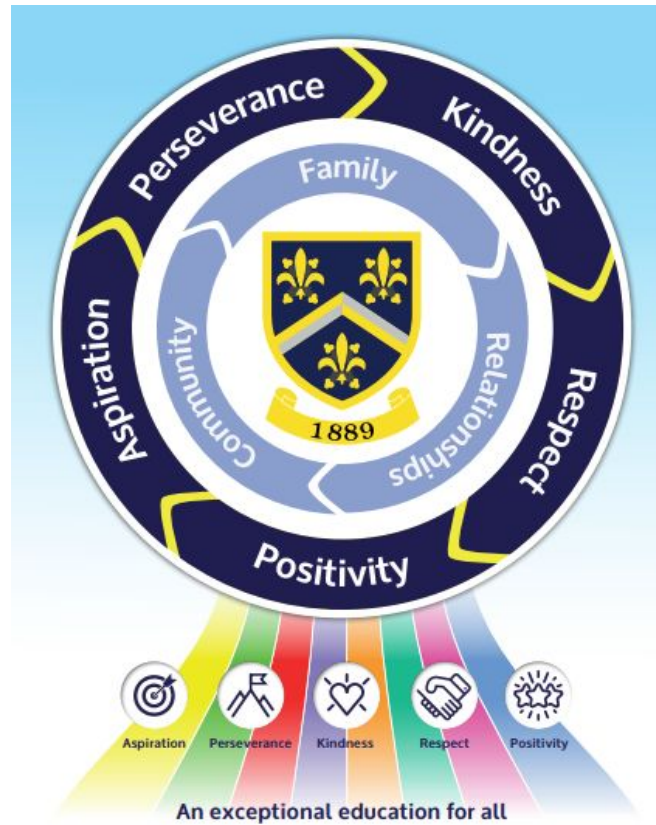 Perseverance
Kindness
Respect
Positivity
Aspiration
Family
Relationships
Community
1889
Aspiration
Perseverance
Kindness
Respect
Positivity
An exceptional education for all